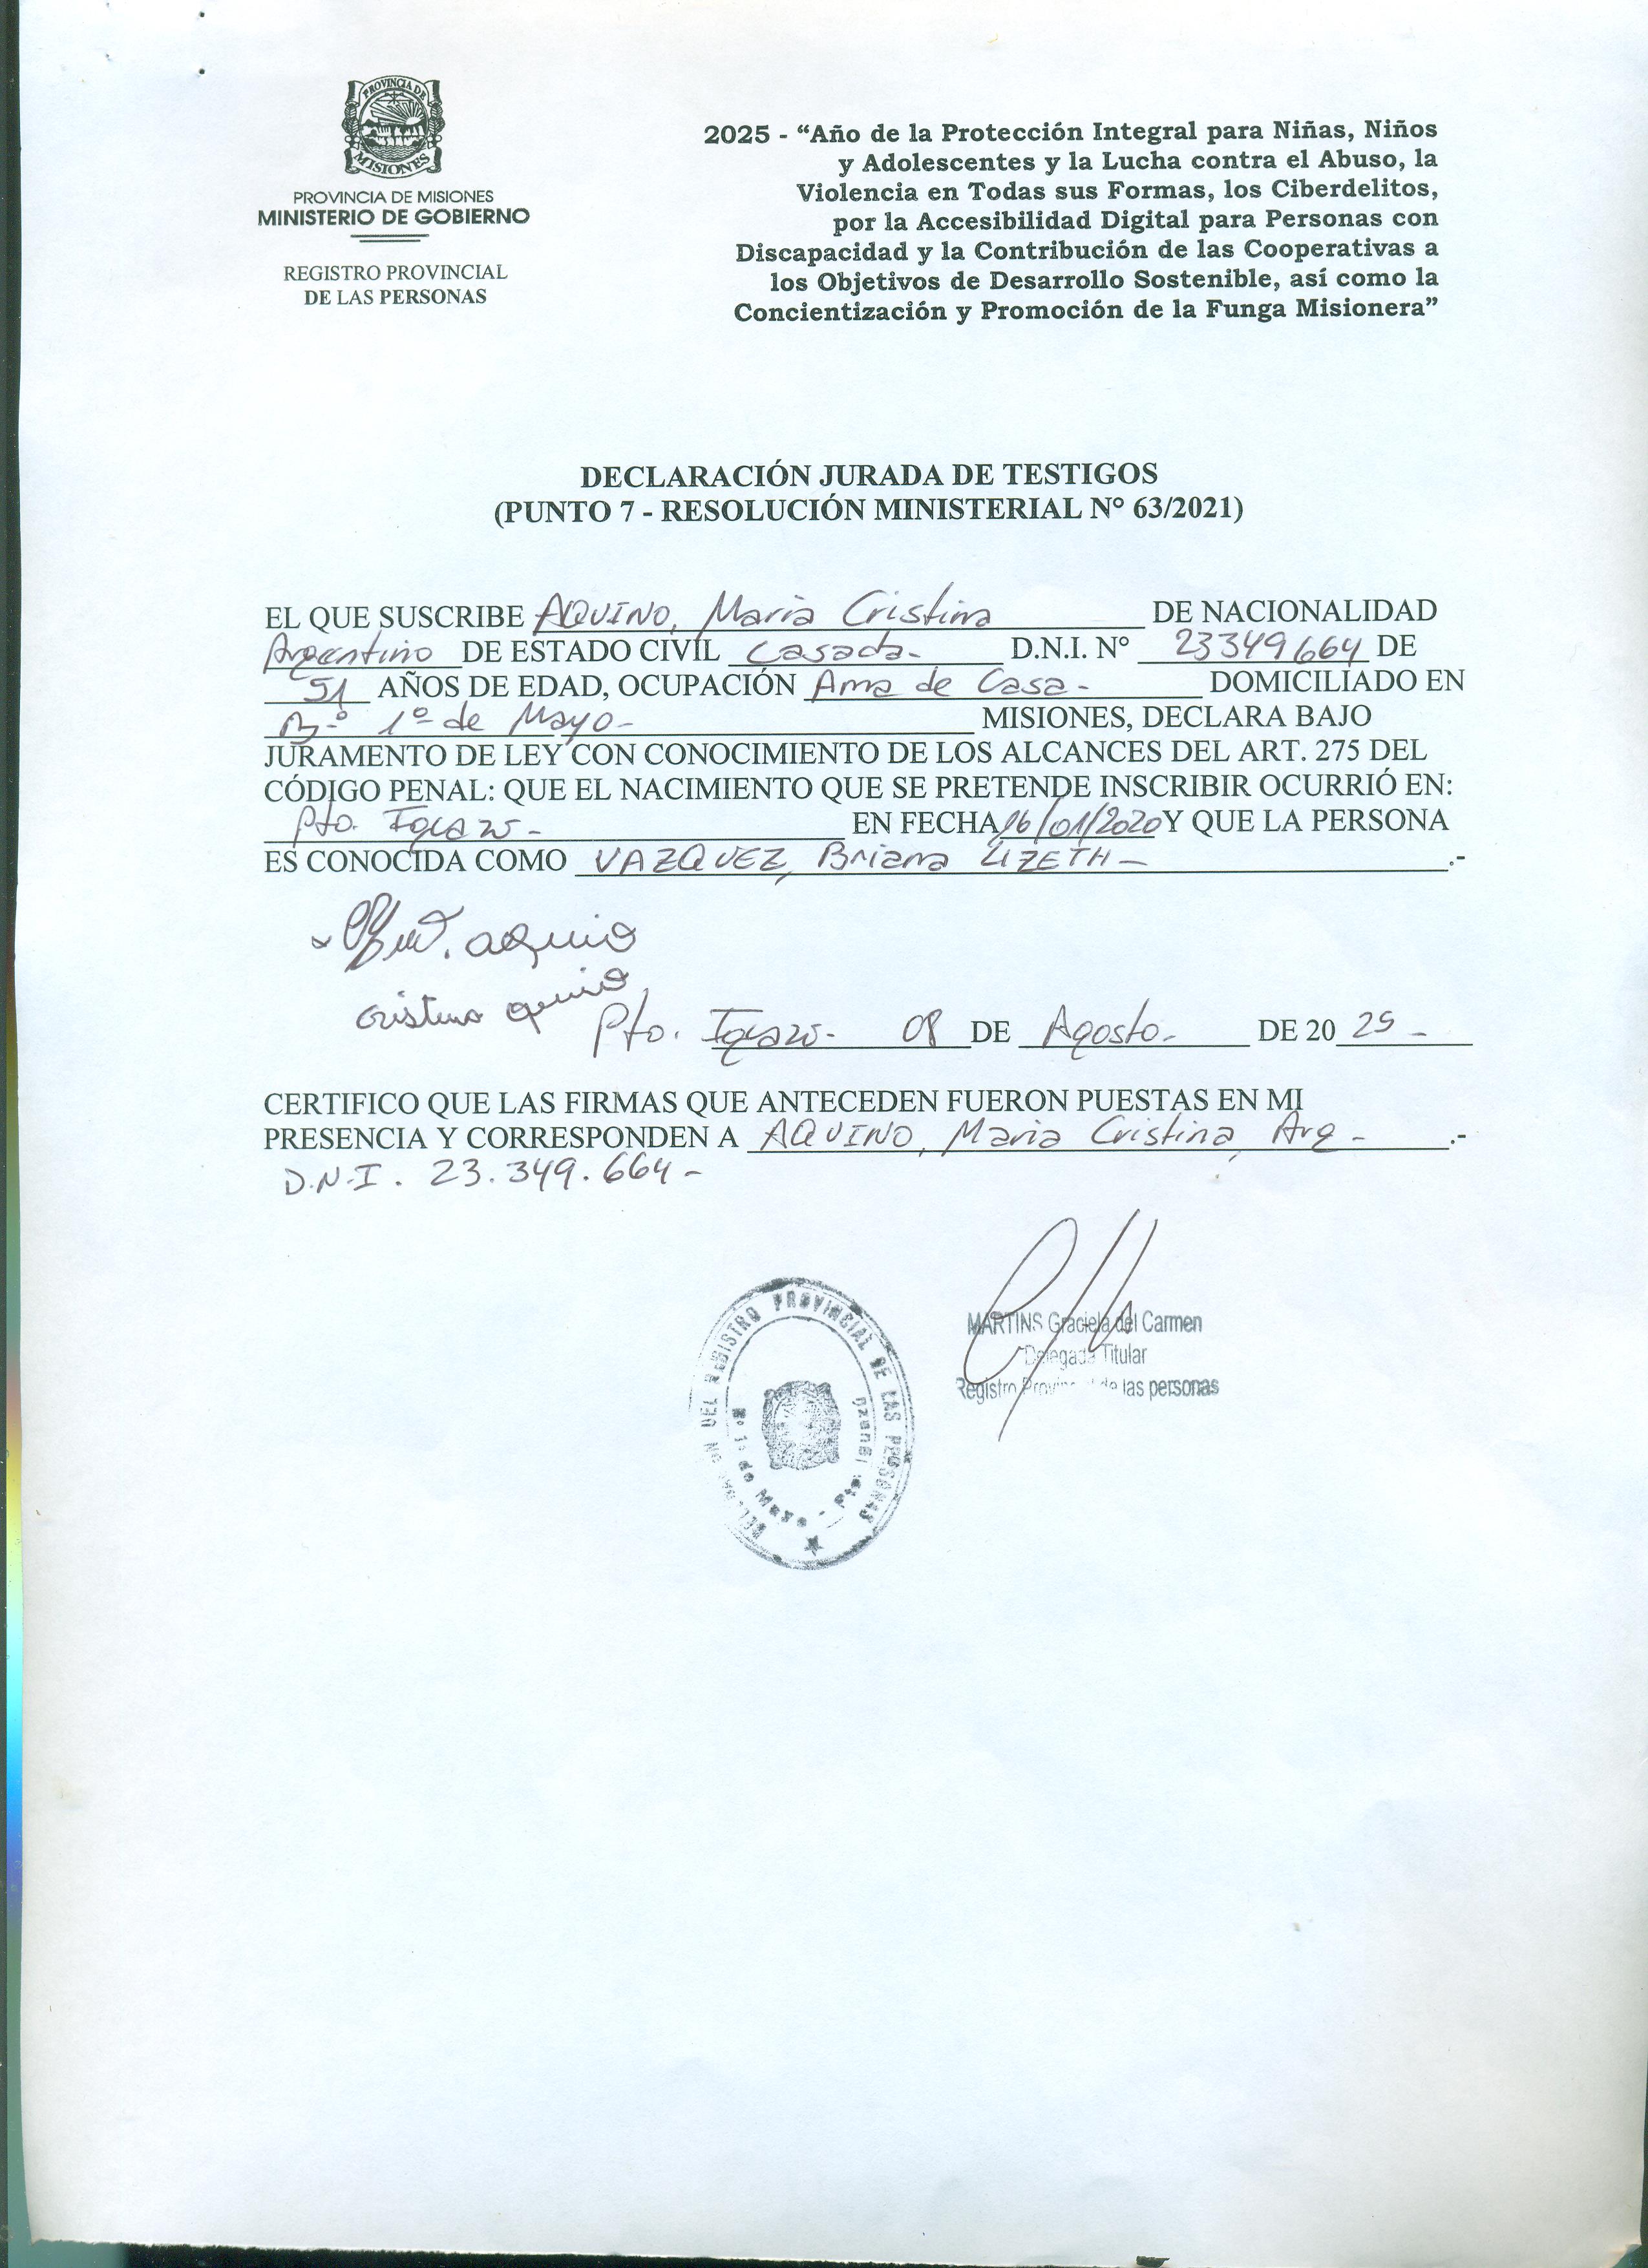 PROVINCIA DE
MISIONES
PROVINCIA DE MISIONES
MINISTERIO DE GOBIERNO
REGISTRO PROVINCIAL
DE LAS PERSONAS
2025 - “Año de la Protección Integral para Niñas, Niños
y Adolescentes y la Lucha contra el Abuso, la
Violencia en Todas sus Formas, los Ciberdelitos,
por la Accesibilidad Digital para Personas con
Discapacidad y la Contribución de las Cooperativas a
los Objetivos de Desarrollo Sostenible, así como la
Concientización y Promoción de la Funga Misionera”
DECLARACIÓN JURADA DE TESTIGOS
(PUNTO 7 - RESOLUCIÓN MINISTERIAL N° 63/2021)
EL QUE SUSCRIBE AQUINO, Maria Cristina DE NACIONALIDAD
Argentino DE ESTADO CIVIL Casada- D.N.I. N° 23349664 DE
51 AÑOS DE EDAD, OCUPACIÓN Ama de Casa - DOMICILIADO EN
B.º 1º de Mayo- MISIONES, DECLARA BAJO
JURAMENTO DE LEY CON CONOCIMIENTO DE LOS ALCANCES DEL ART. 275 DEL
CÓDIGO PENAL: QUE EL NACIMIENTO QUE SE PRETENDE INSCRIBIR OCURRIÓ EN:
Pto. Iguazú- EN FECHA 16/01/2020 Y QUE LA PERSONA
ES CONOCIDA COMO VAZQUEZ, Briana LIZETH- .-
aquino
cristina
Pto. Iguazú- 08 DE Agosto- DE 20 25 -
CERTIFICO QUE LAS FIRMAS QUE ANTECEDEN FUERON PUESTAS EN MI
PRESENCIA Y CORRESPONDEN A AQUINO, Maria Cristina, Arg - .-
D.N.I. 23.349.664-
MARTINS Graciela del Carmen
Delegada Titular
Registro Provincial de las personas
DEL REGISTRO PROVINCIAL DE LAS PERSONAS
1º de Mayo - Pto